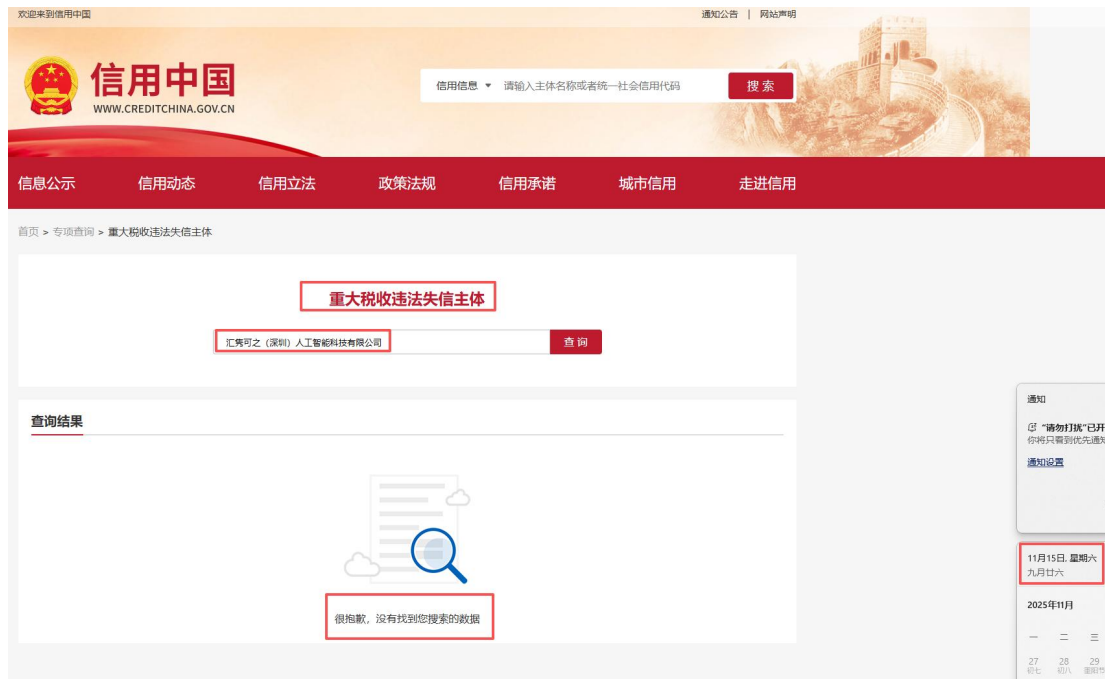 欢迎来到信用中国
通知公告 | 网站声明
信用中国
WWW.CREDITCHINA.GOV.CN
信用信息 ▼ 请输入主体名称或者统一社会信用代码 搜索
信息公示 信用动态 信用立法 政策法规 信用承诺 城市信用 走进信用
首页 > 专项查询 > 重大税收违法失信主体
重大税收违法失信主体
汇隽可之（深圳）人工智能科技有限公司 查询
查询结果
很抱歉，没有找到您搜索的数据
通知
“请勿打扰”已开
你将只看到优先通知
通知设置
11月15日, 星期六
九月廿六
2025年11月
一 二 三
27 28 29
初七 初八 重阳节